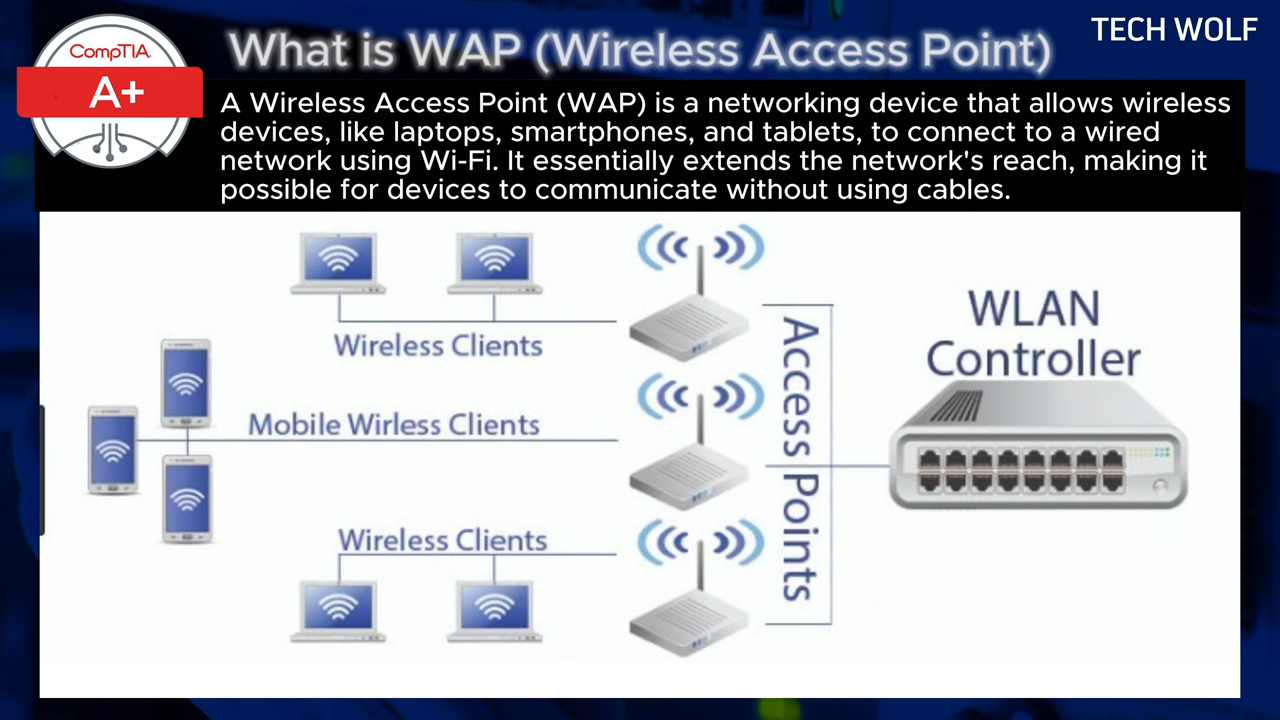 CompTIA.
A+
What is WAP (Wireless Access Point)
TECH WOLF
A Wireless Access Point (WAP) is a networking device that allows wireless
devices, like laptops, smartphones, and tablets, to connect to a wired
network using Wi-Fi. It essentially extends the network's reach, making it
possible for devices to communicate without using cables.
Wireless Clients
Mobile Wirless Clients
Wireless Clients
Access Points
WLAN
Controller